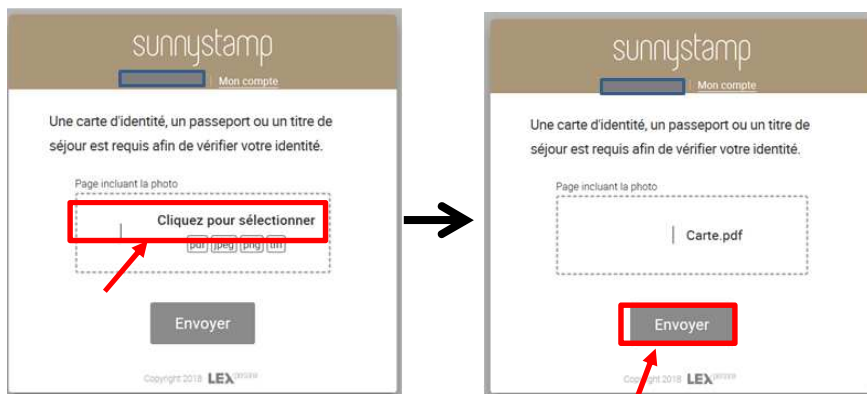 sunnystamp
Mon compte
Une carte d'identité, un passeport ou un titre de
séjour est requis afin de vérifier votre identité.
Page incluant la photo
Cliquez pour sélectionner
pdf jpeg png tiff
Envoyer
Copyright 2018 LEX persona
sunnystamp
Mon compte
Une carte d'identité, un passeport ou un titre de
séjour est requis afin de vérifier votre identité.
Page incluant la photo
Carte.pdf
Envoyer
Copyright 2018 LEX persona